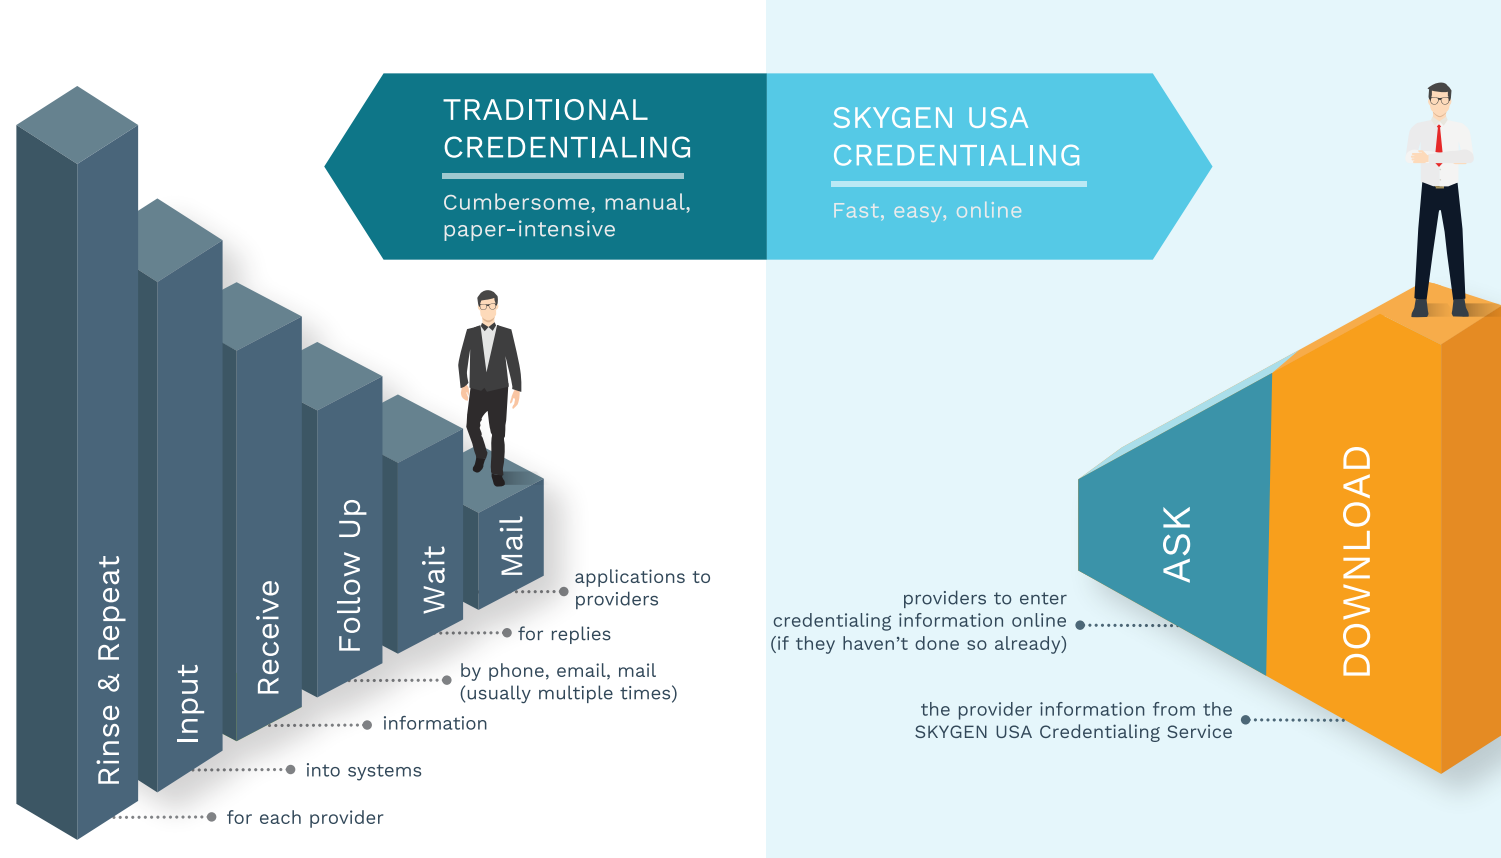 TRADITIONAL
CREDENTIALING
Cumbersome, manual,
paper-intensive
SKYGEN USA
CREDENTIALING
Fast, easy, online
Rinse & Repeat
for each provider
Input
into systems
Receive
information
Follow Up
by phone, email, mail
(usually multiple times)
Wait
for replies
Mail
applications to
providers
ASK
providers to enter
credentialing information online
(if they haven't done so already)
DOWNLOAD
the provider information from the
SKYGEN USA Credentialing Service